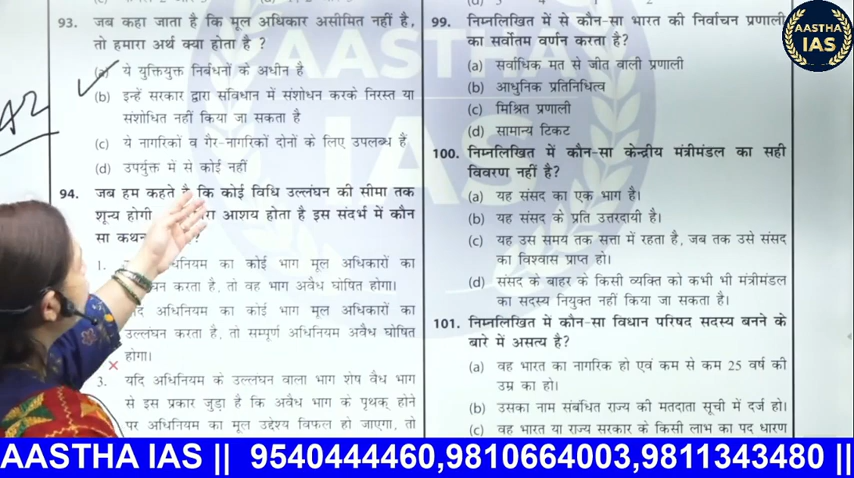 93. जब कहा जाता है कि मूल अधिकार असीमित नहीं है,
तो हमारा अर्थ क्या होता है ?
(a) ये युक्तियुक्त निर्बंधनों के अधीन है
(b) इन्हें सरकार द्वारा संविधान में संशोधन करके निरस्त या
संशोधित नहीं किया जा सकता है
(c) ये नागरिकों व गैर-नागरिकों दोनों के लिए उपलब्ध हैं
(d) उपर्युक्त में से कोई नहीं
94. जब हम कहते है कि कोई विधि उल्लंघन की सीमा तक
शून्य होगी आशय होता है इस संदर्भ में कौन
सा
1. का कोई भाग मूल अधिकारों का
करता है, तो वह भाग अवैध घोषित होगा।
अधिनियम का कोई भाग मूल अधिकारों का
उल्लंघन करता है, तो सम्पूर्ण अधिनियम अवैध घोषित
होगा।
3. यदि अधिनियम के उल्लघन वाला भाग शेष वैध भाग
से इस प्रकार जुड़ा है कि अवैध भाग के पृथक् होने
पर अधिनियम का मूल उद्देश्य विफल हो जाएगा, तो
99. निम्नलिखित में से कौन-सा भारत की निर्वाचन प्रणाली
का सर्वोतम वर्णन करता है?
(a) सर्वाधिक मत से जीत वाली प्रणाली
(b) आधुनिक प्रतिनिधित्व
(c) मिश्रित प्रणाली
(d) सामान्य टिकट
100. निम्नलिखित में कौन-सा केन्द्रीय मंत्रीमंडल का सही
विवरण नहीं है?
(a) यह संसद का एक भाग है।
(b) यह संसद के प्रति उत्तरदायी है।
(c) यह उस समय तक सत्ता में रहता है, जब तक उसे संसद
का विश्वास प्राप्त हो।
(d) संसद के बाहर के किसी व्यक्ति को कभी भी मंत्रीमंडल
का सदस्य नियुक्त नहीं किया जा सकता है।
101. निम्नलिखित में कौन-सा विधान परिषद सदस्य बनने के
बारे में असत्य है?
(a) वह भारत का नागरिक हो एवं कम से कम 25 वर्ष की
उम्र का हो।
(b) उसका नाम संबंधित राज्य की मतदाता सूची में दर्ज हो।
(c) वह भारत या राज्य सरकार के किसी लाभ का पद धारण
AASTHA
IAS
AASTHA
IAS
AASTHA IAS || 9540444460,9810664003,9811343480 ||